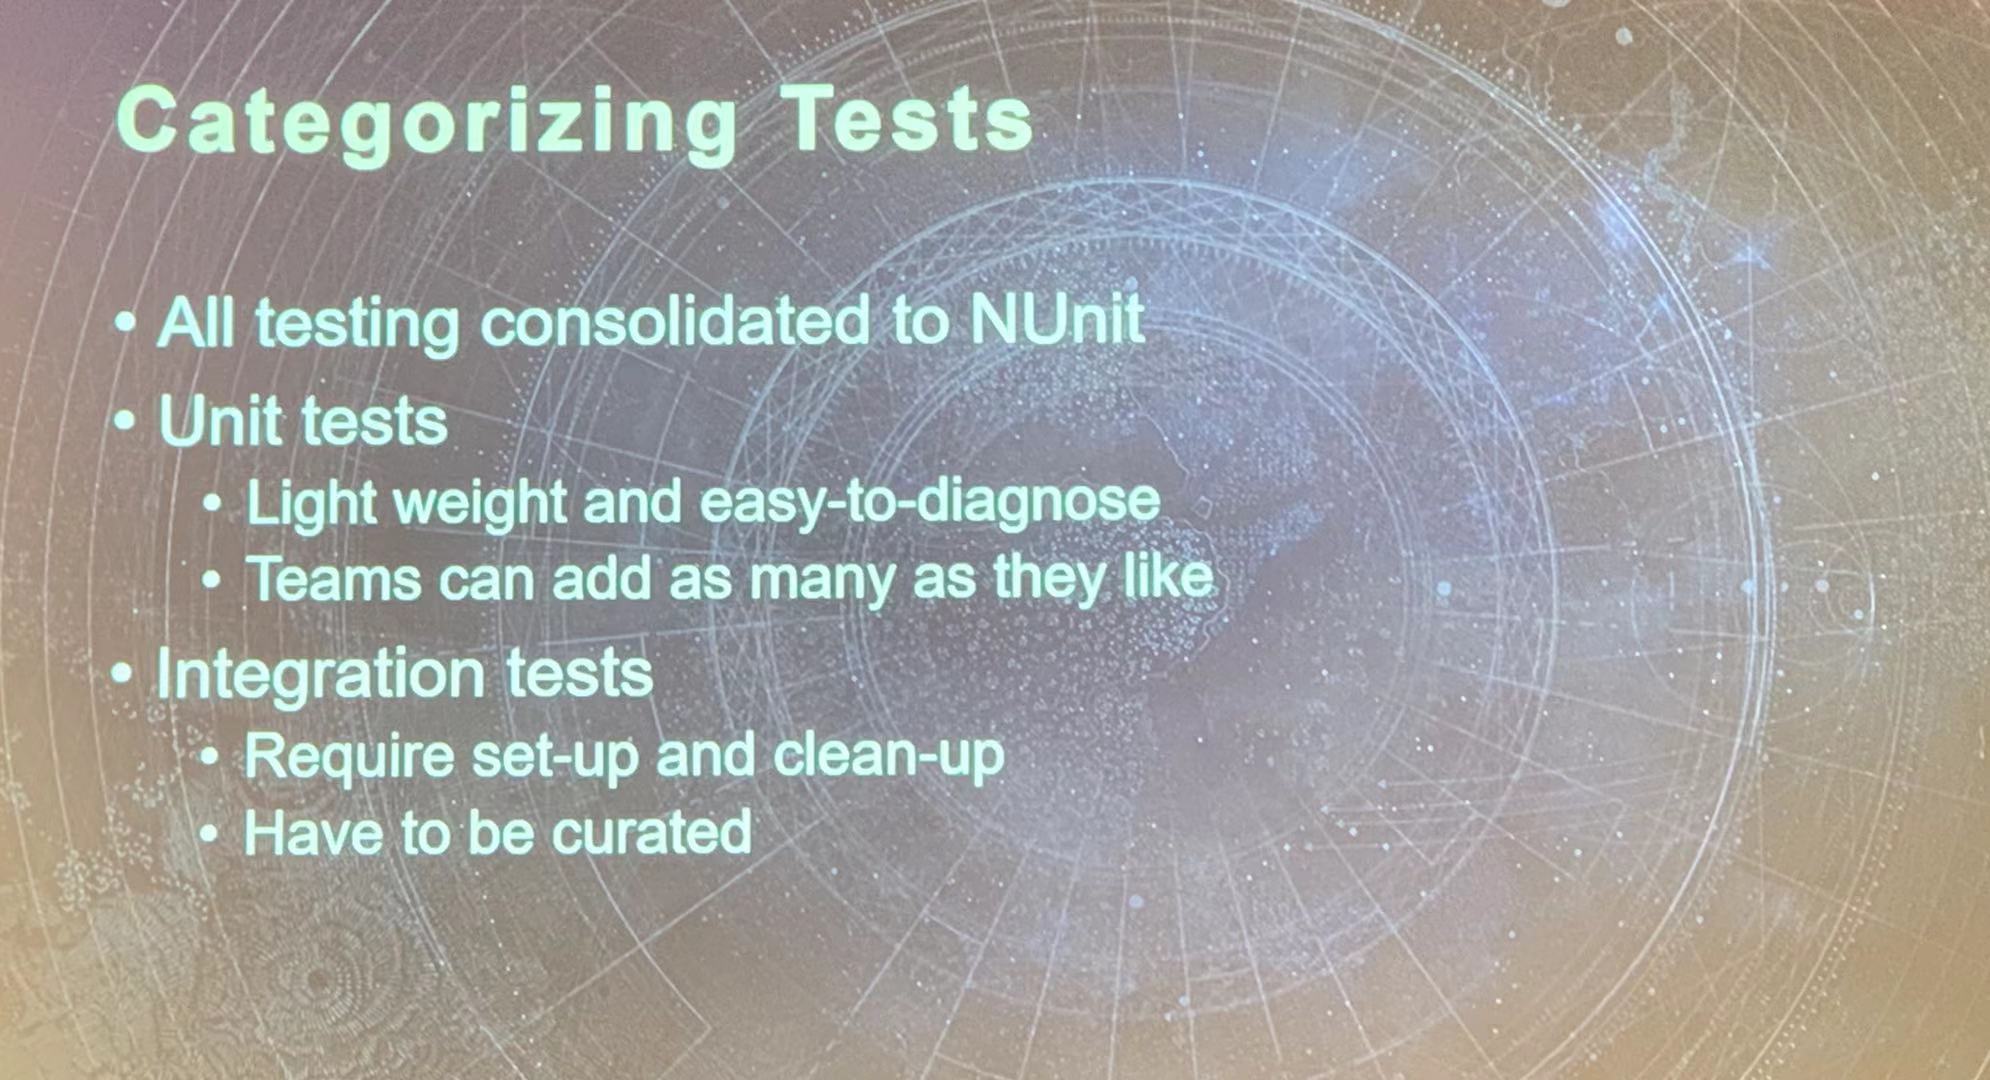 Categorizing Tests
• All testing consolidated to NUnit
• Unit tests
• Light weight and easy-to-diagnose
• Teams can add as many as they like
• Integration tests
• Require set-up and clean-up
• Have to be curated